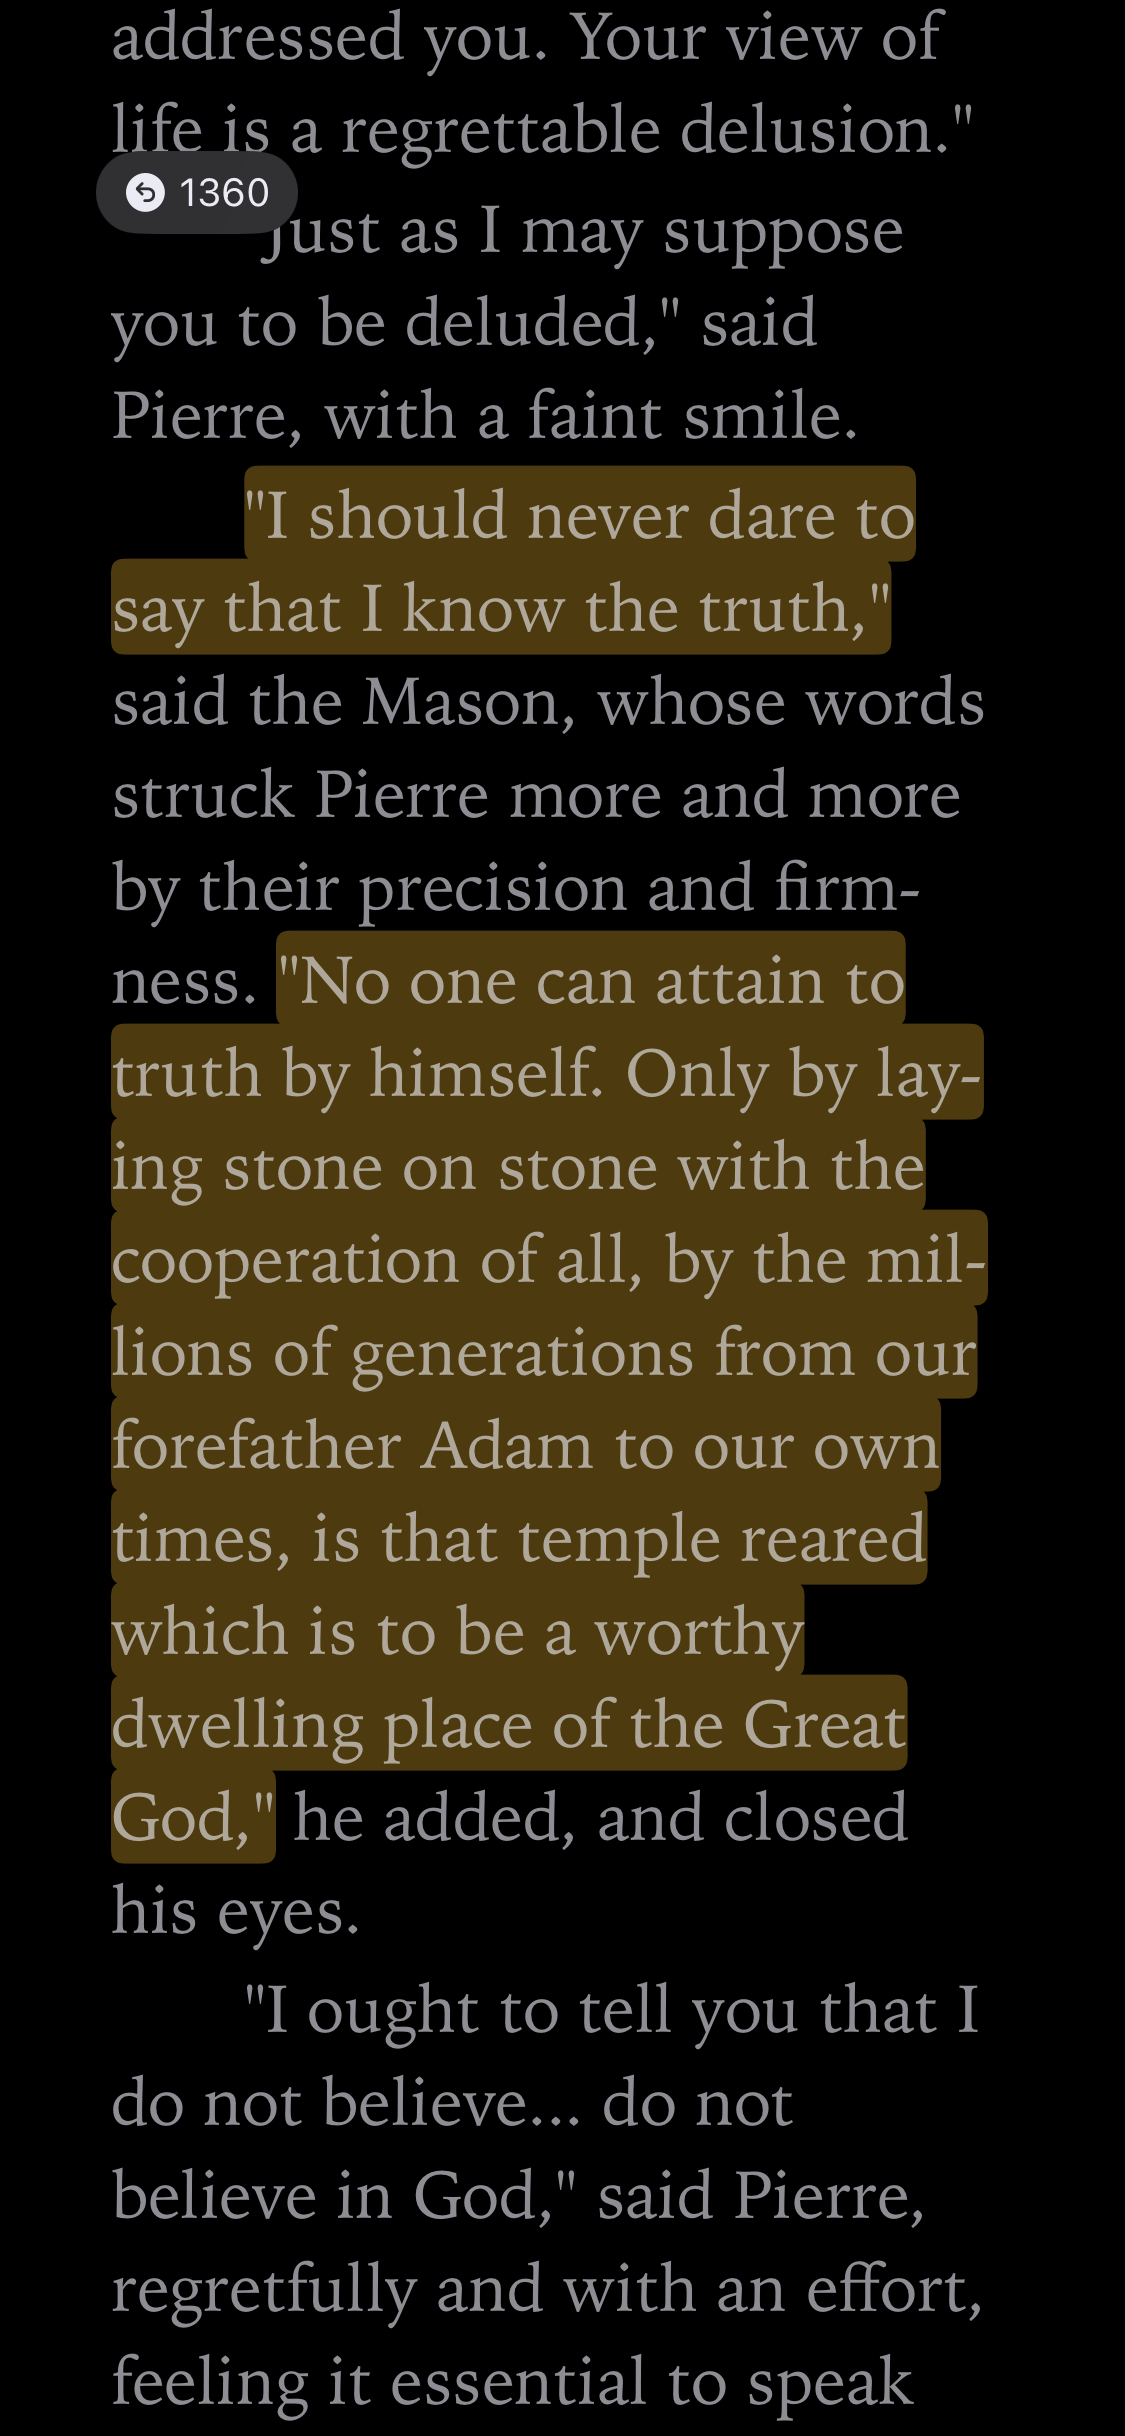 addressed you. Your view of
life is a regrettable delusion."
1360
Just as I may suppose
you to be deluded," said
Pierre, with a faint smile.
"I should never dare to
say that I know the truth,"
said the Mason, whose words
struck Pierre more and more
by their precision and firm-
ness. "No one can attain to
truth by himself. Only by lay-
ing stone on stone with the
cooperation of all, by the mil-
lions of generations from our
forefather Adam to our own
times, is that temple reared
which is to be a worthy
dwelling place of the Great
God," he added, and closed
his eyes.
"I ought to tell you that I
do not believe... do not
believe in God," said Pierre,
regretfully and with an effort,
feeling it essential to speak